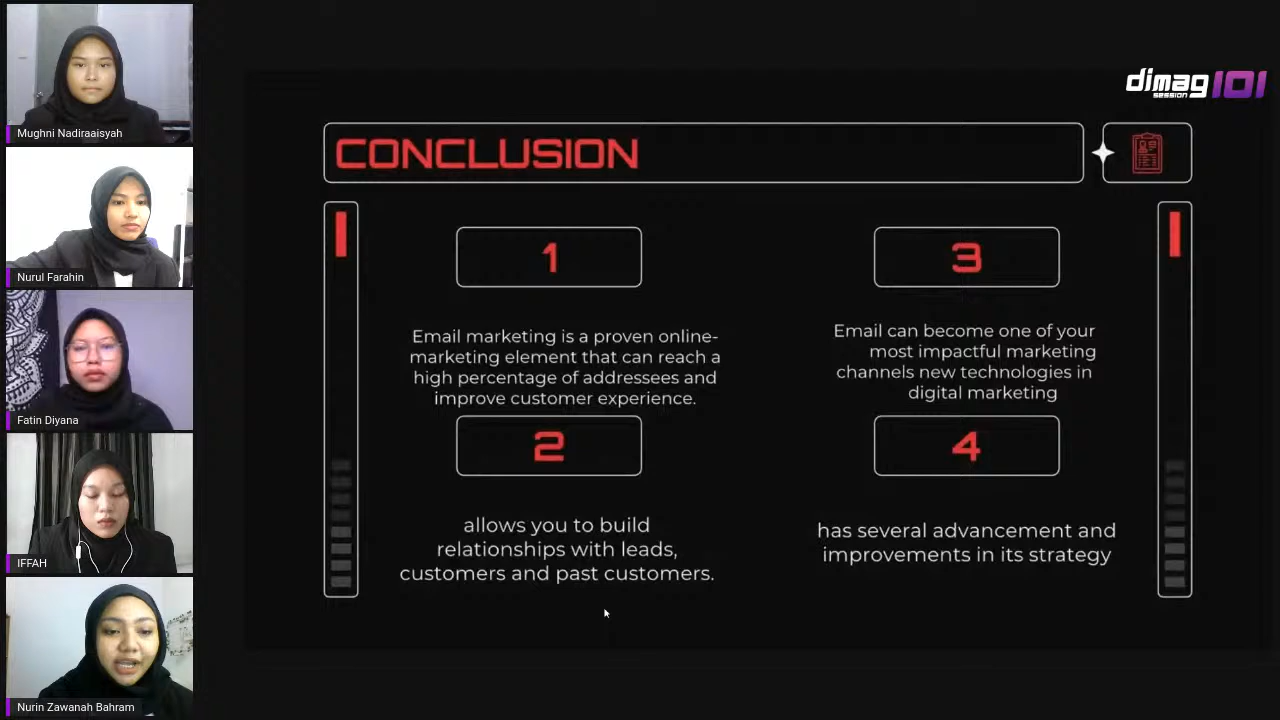 Mughni Nadiraaisyah
Nurul Farahin
Fatin Diyana
IFFAH
Nurin Zawanah Bahram
dimag 101
session
CONCLUSION
1
Email marketing is a proven online-
marketing element that can reach a
high percentage of addressees and
improve customer experience.
2
allows you to build
relationships with leads,
customers and past customers.
3
Email can become one of your
most impactful marketing
channels new technologies in
digital marketing
4
has several advancement and
improvements in its strategy